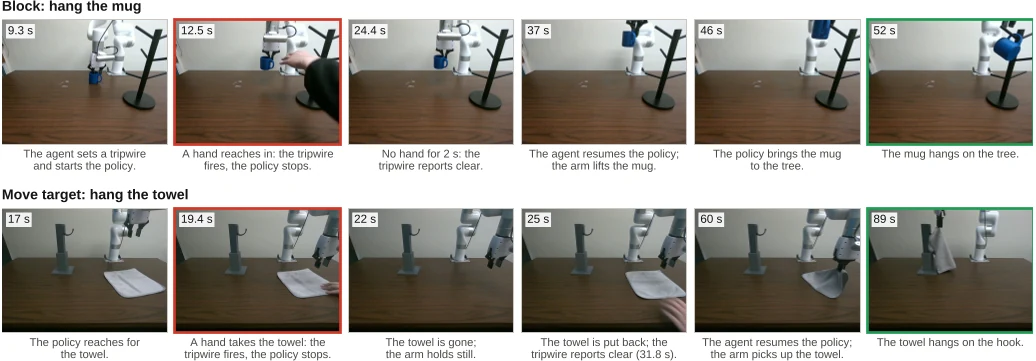 Block: hang the mug
9.3 s
12.5 s
24.4 s
37 s
46 s
52 s
The agent sets a tripwire
and starts the policy.
A hand reaches in: the tripwire
fires, the policy stops.
No hand for 2 s: the
tripwire reports clear.
The agent resumes the policy;
the arm lifts the mug.
The policy brings the mug
to the tree.
The mug hangs on the tree.
Move target: hang the towel
17 s
19.4 s
22 s
25 s
60 s
89 s
The policy reaches for
the towel.
A hand takes the towel: the
tripwire fires, the policy stops.
The towel is gone;
the arm holds still.
The towel is put back; the
tripwire reports clear (31.8 s).
The agent resumes the policy;
the arm picks up the towel.
The towel hangs on the hook.